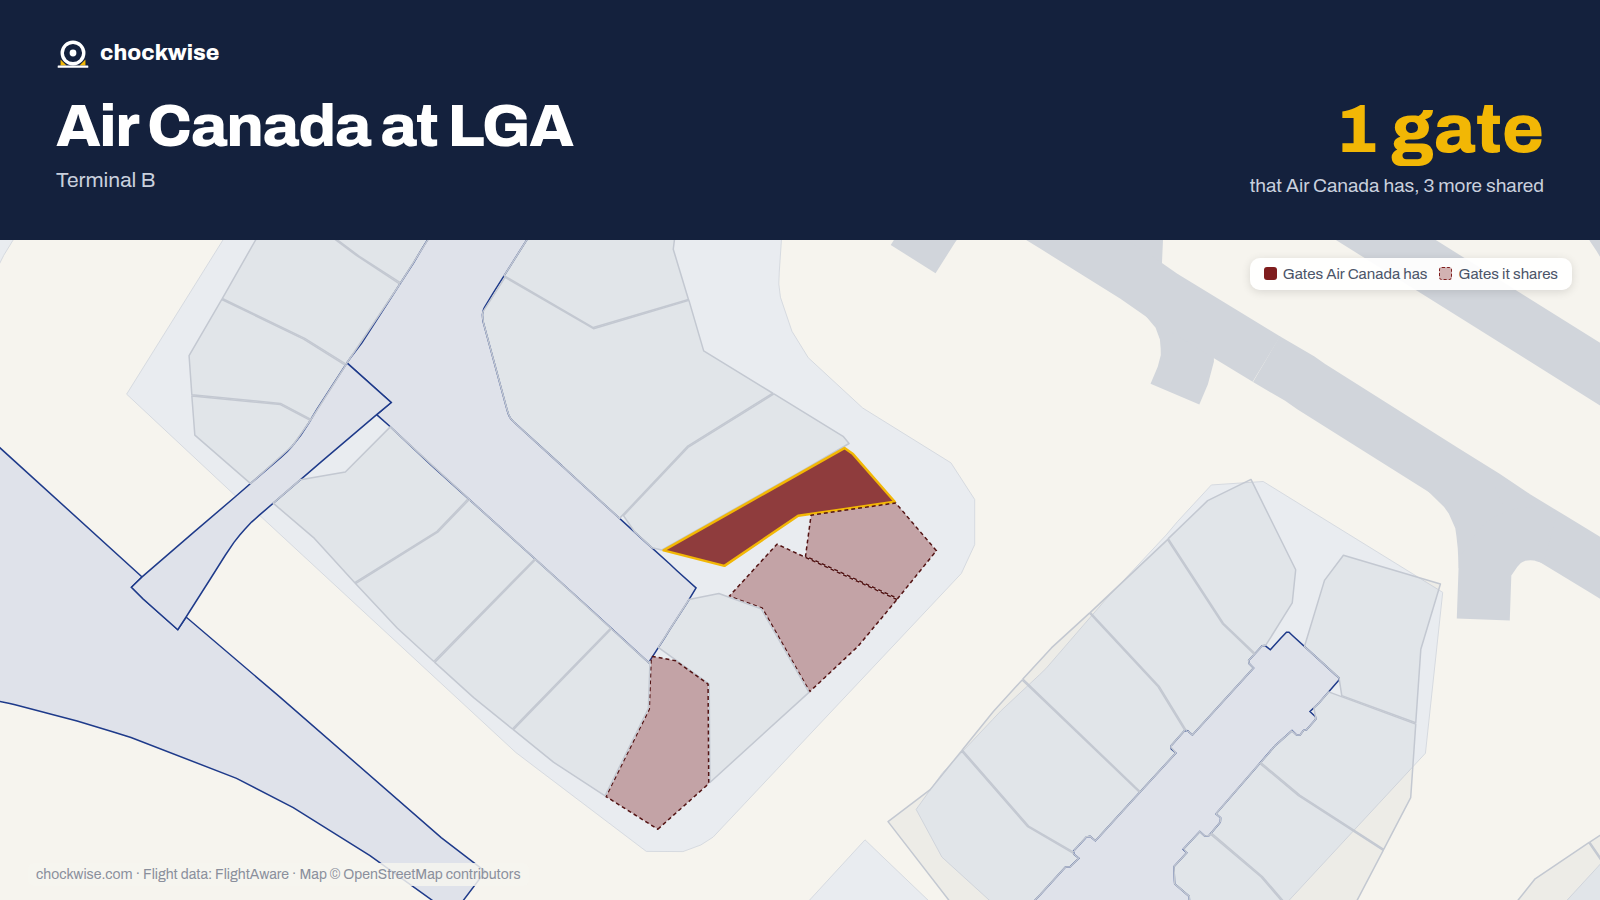 chockwise
Air Canada at LGA
Terminal B
1 gate
that Air Canada has, 3 more shared
Gates Air Canada has
Gates it shares
chockwise.com · Flight data: FlightAware · Map © OpenStreetMap contributors